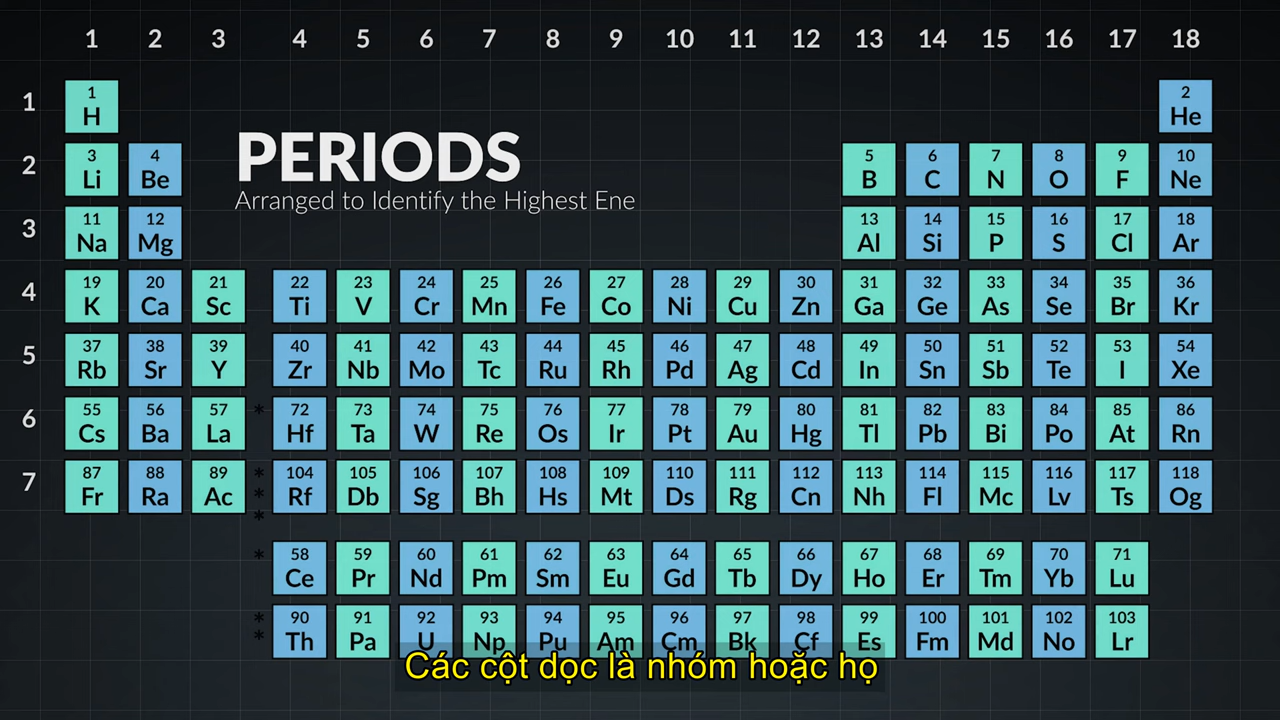 1 2 3 4 5 6 7 8 9 10 11 12 13 14 15 16 17 18
1 1 H 2 He
PERIODS
Arranged to Identify the Highest Ene
2 3 Li 4 Be 5 B 6 C 7 N 8 O 9 F 10 Ne
3 11 Na 12 Mg 13 Al 14 Si 15 P 16 S 17 Cl 18 Ar
4 19 K 20 Ca 21 Sc 22 Ti 23 V 24 Cr 25 Mn 26 Fe 27 Co 28 Ni 29 Cu 30 Zn 31 Ga 32 Ge 33 As 34 Se 35 Br 36 Kr
5 37 Rb 38 Sr 39 Y 40 Zr 41 Nb 42 Mo 43 Tc 44 Ru 45 Rh 46 Pd 47 Ag 48 Cd 49 In 50 Sn 51 Sb 52 Te 53 I 54 Xe
6 55 Cs 56 Ba 57 La * 72 Hf 73 Ta 74 W 75 Re 76 Os 77 Ir 78 Pt 79 Au 80 Hg 81 Tl 82 Pb 83 Bi 84 Po 85 At 86 Rn
7 87 Fr 88 Ra 89 Ac * * * 104 Rf 105 Db 106 Sg 107 Bh 108 Hs 109 Mt 110 Ds 111 Rg 112 Cn 113 Nh 114 Fl 115 Mc 116 Lv 117 Ts 118 Og
* 58 Ce 59 Pr 60 Nd 61 Pm 62 Sm 63 Eu 64 Gd 65 Tb 66 Dy 67 Ho 68 Er 69 Tm 70 Yb 71 Lu
* * 90 Th 91 Pa 92 U 93 Np 94 Pu 95 Am 96 Cm 97 Bk 98 Cf 99 Es 100 Fm 101 Md 102 No 103 Lr
Các cột dọc là nhóm hoặc họ